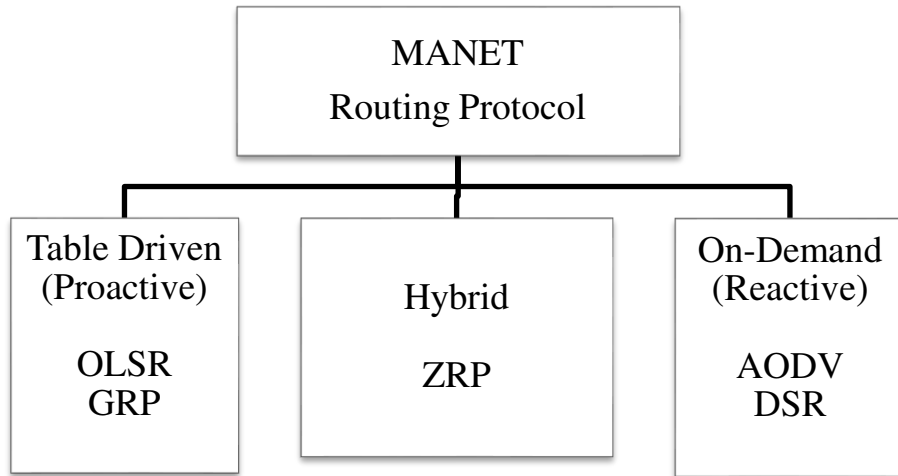 MANET
Routing Protocol
Table Driven
(Proactive)
OLSR
GRP
Hybrid
ZRP
On-Demand
(Reactive)
AODV
DSR